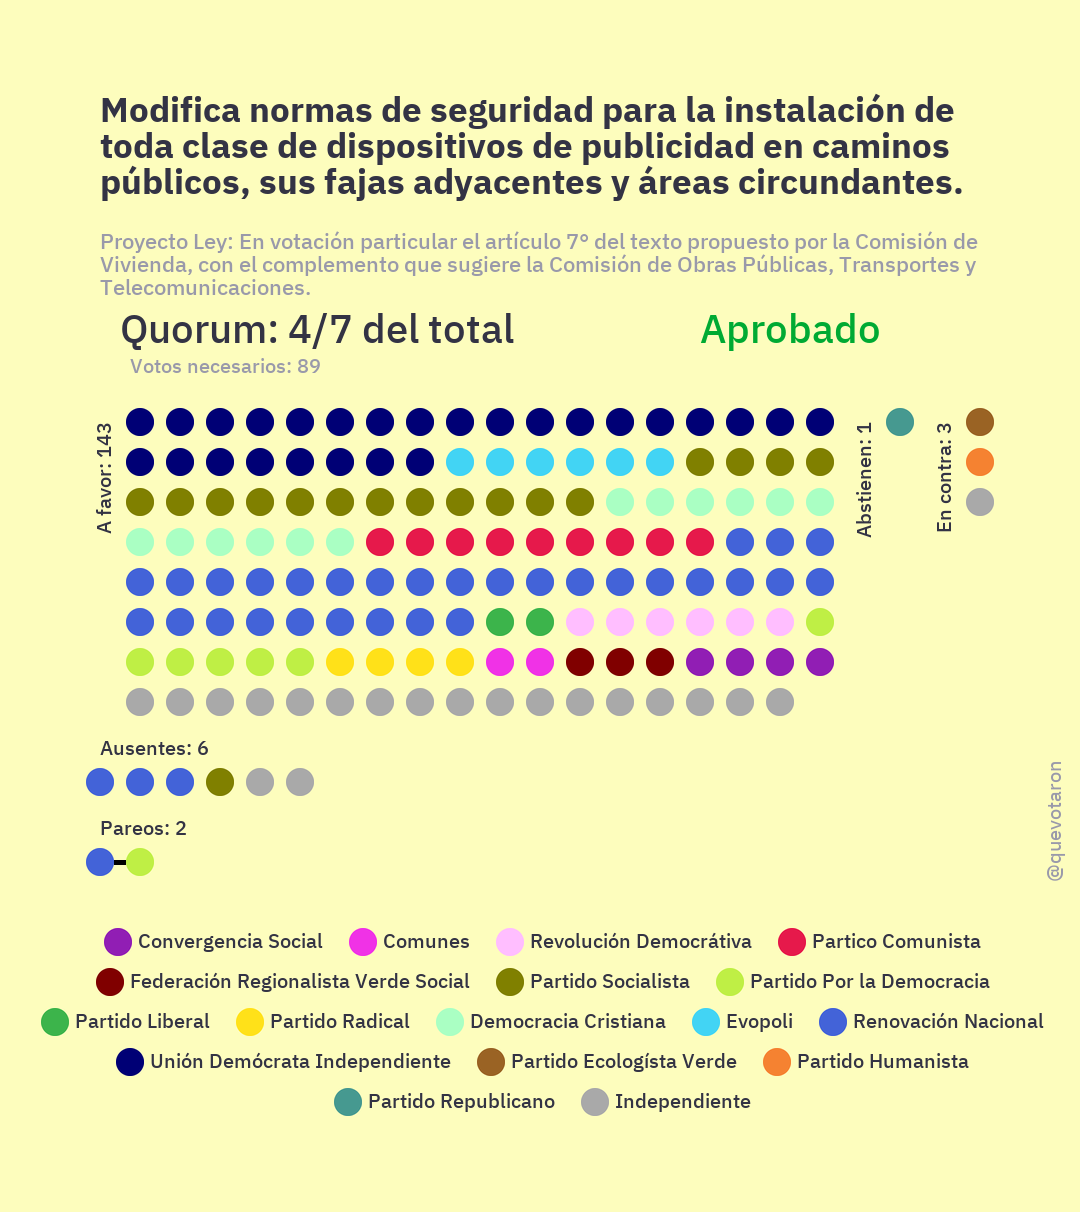 Modifica normas de seguridad para la instalación de
toda clase de dispositivos de publicidad en caminos
públicos, sus fajas adyacentes y áreas circundantes.
Proyecto Ley: En votación particular el artículo 7° del texto propuesto por la Comisión de
Vivienda, con el complemento que sugiere la Comisión de Obras Públicas, Transportes y
Telecomunicaciones.
Quorum: 4/7 del total
Aprobado
Votos necesarios: 89
A favor: 143
Abstienen: 1
En contra: 3
Ausentes: 6
Pareos: 2
@quevotaron
Convergencia Social
Comunes
Revolución Democrátiva
Partico Comunista
Federación Regionalista Verde Social
Partido Socialista
Partido Por la Democracia
Partido Liberal
Partido Radical
Democracia Cristiana
Evopoli
Renovación Nacional
Unión Demócrata Independiente
Partido Ecologísta Verde
Partido Humanista
Partido Republicano
Independiente